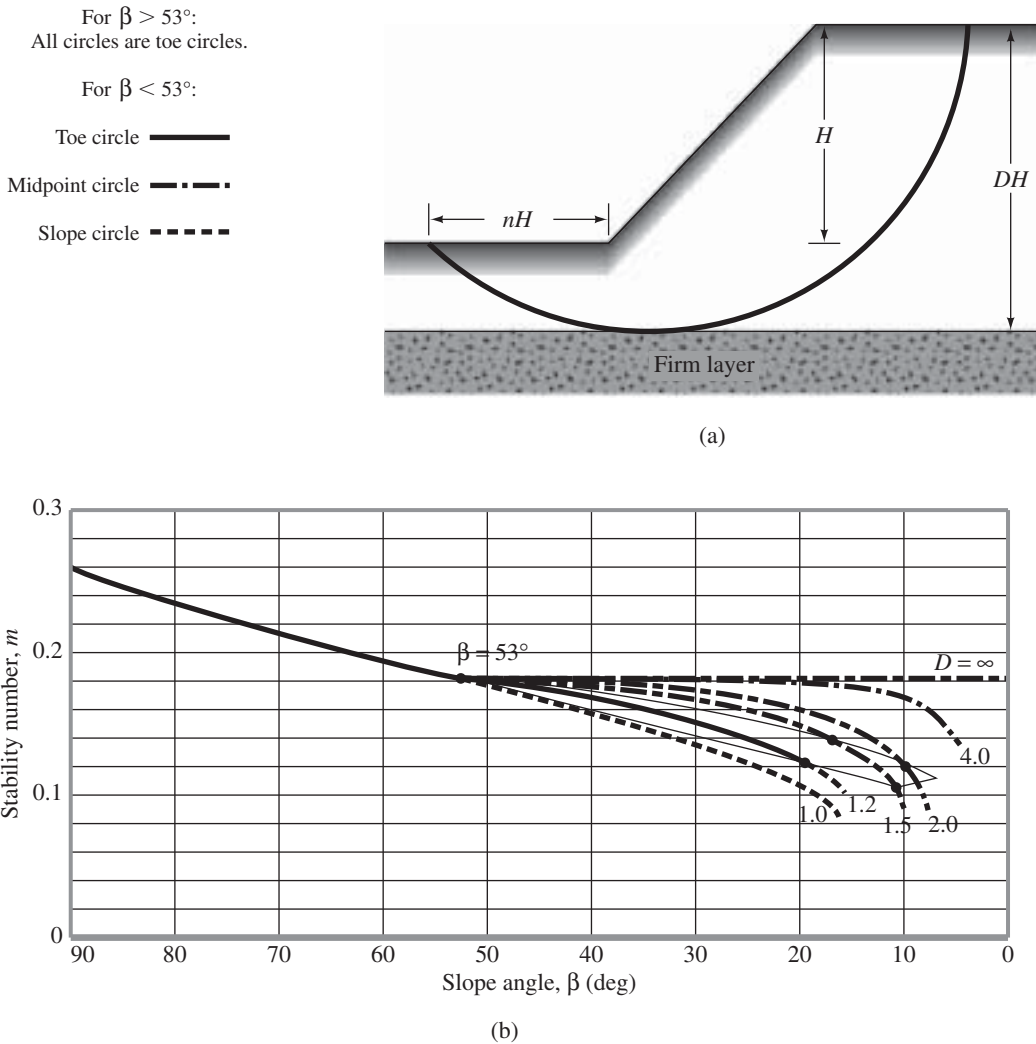 For β > 53°:
All circles are toe circles.
For β < 53°:
Toe circle
Midpoint circle
Slope circle
H
DH
nH
Firm layer
(a)
Stability number, m
0.3
0.2
0.1
0
β = 53°
D = ∞
4.0
1.2
1.0
1.5
2.0
90
80
70
60
50
40
30
20
10
0
Slope angle, β (deg)
(b)